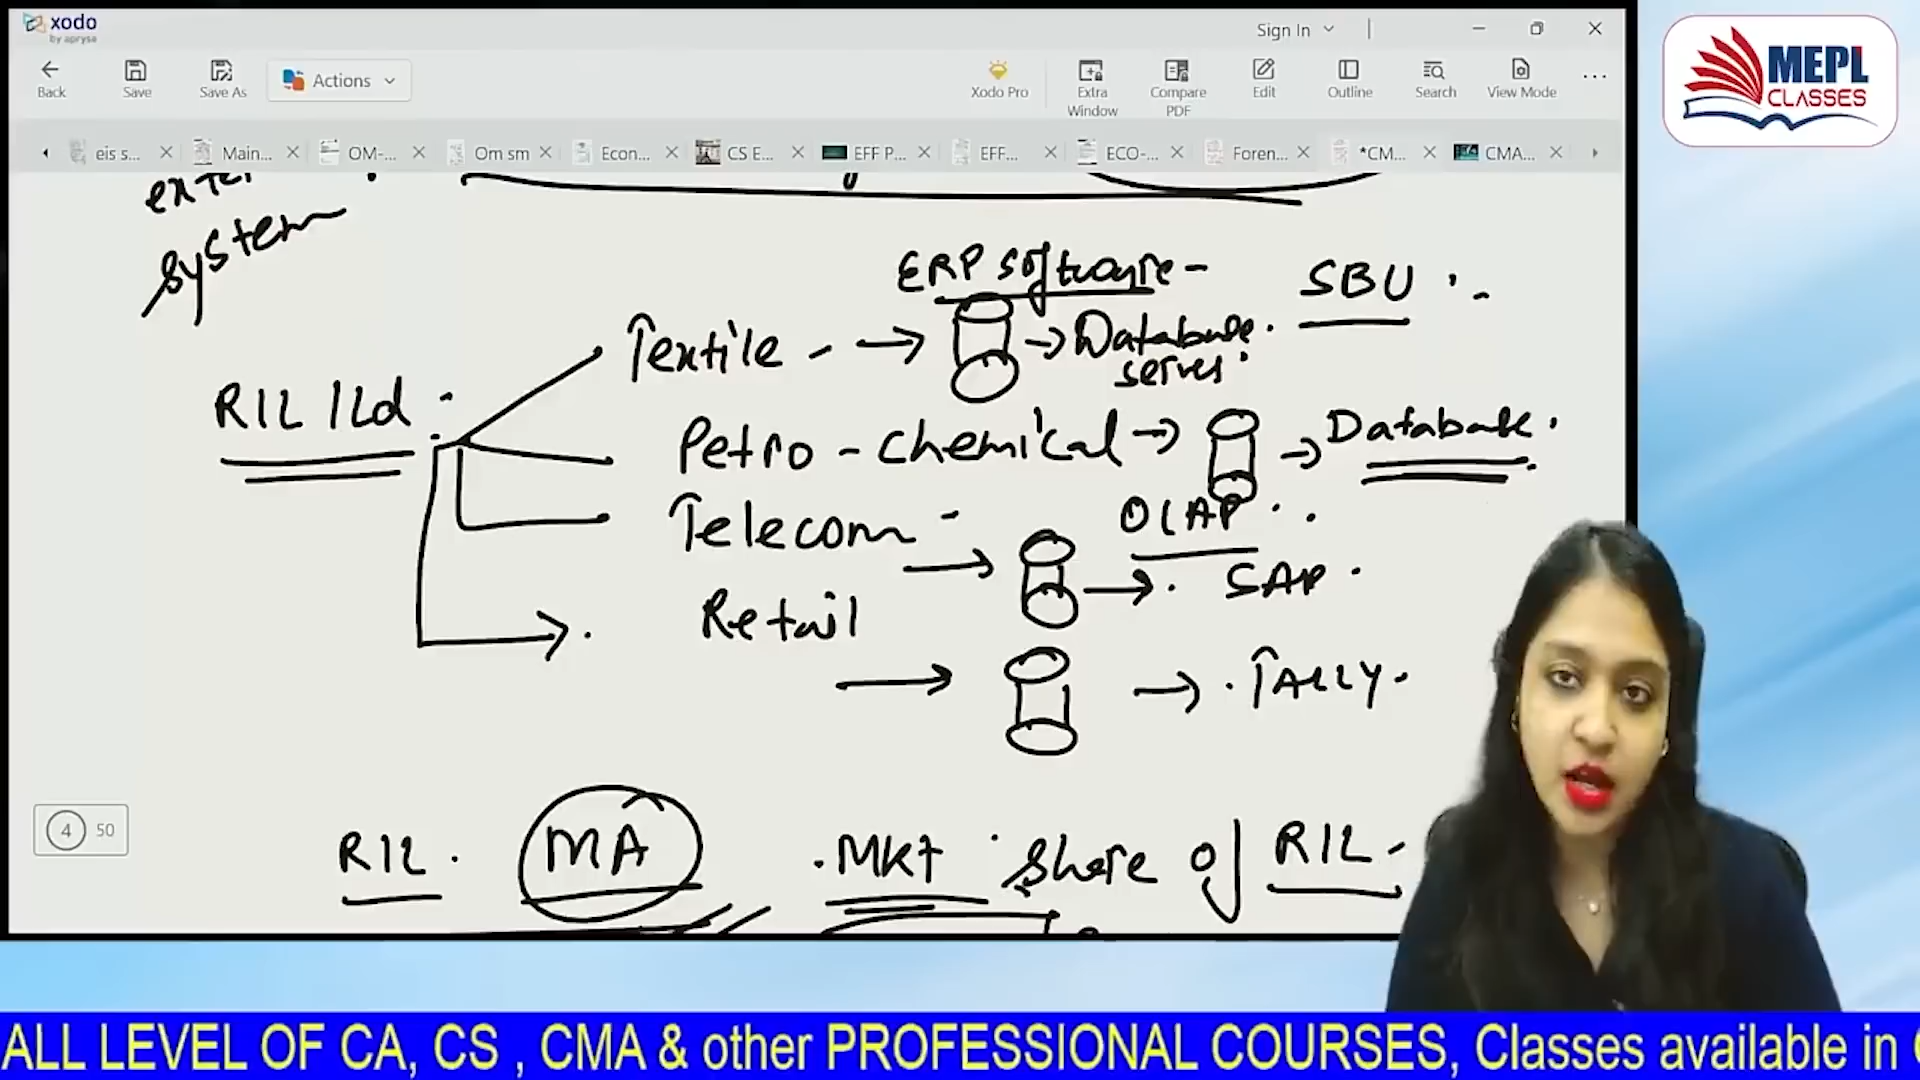 xodo
by apryse
Sign In
Back
Save
Save As
Actions
Xodo Pro
Extra Window
Compare PDF
Edit
Outline
Search
View Mode
eis s...
Main...
OM-...
Om sm
Econ...
CS E...
EFF P...
EFF...
ECO-...
Foren...
*CM...
CMA...
MEPL
CLASSES
system
ERP software -
SBU
Textile - → → Database server
RIL Ltd
Petro - chemical → → Database
Telecom -
OLAP
→ → SAP
Retail
→ → TALLY
4 50
RIL MA MKT share of RIL -
ALL LEVEL OF CA, CS , CMA & other PROFESSIONAL COURSES, Classes available in